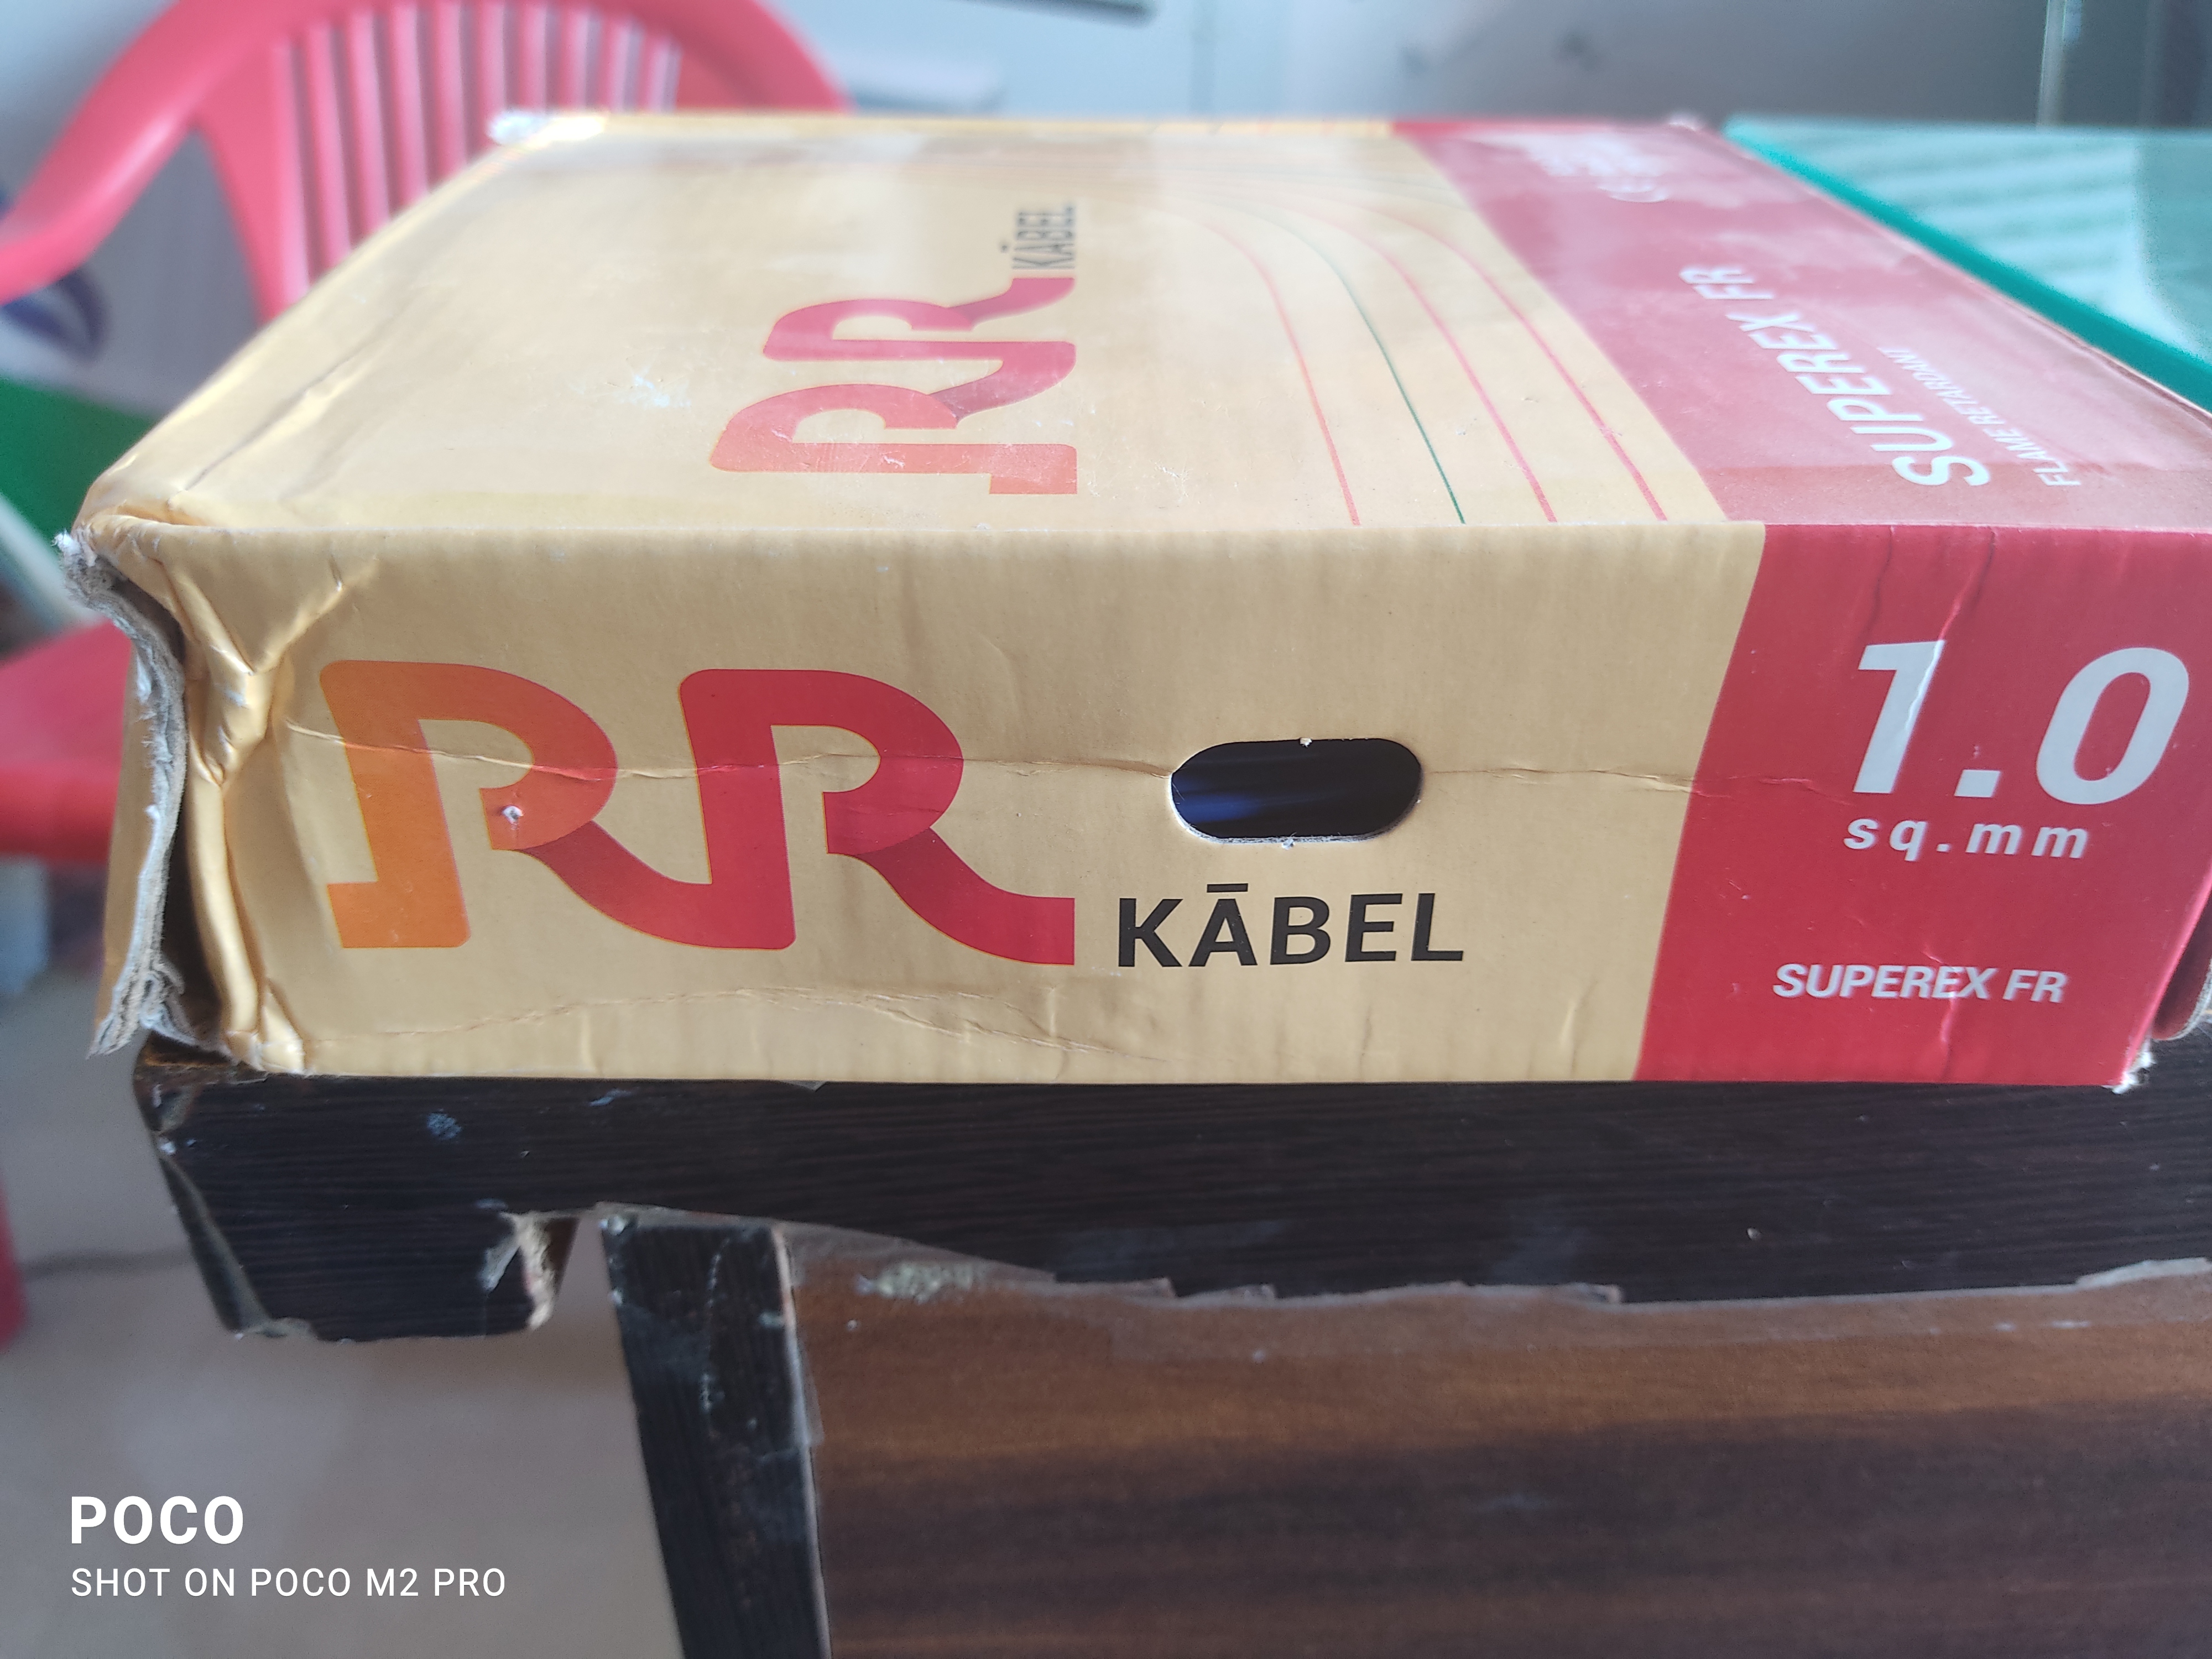 RR KĀBEL
SUPEREX FR
FLAME RETARDANT
RR KĀBEL
1.0
sq.mm
SUPEREX FR
POCO
SHOT ON POCO M2 PRO